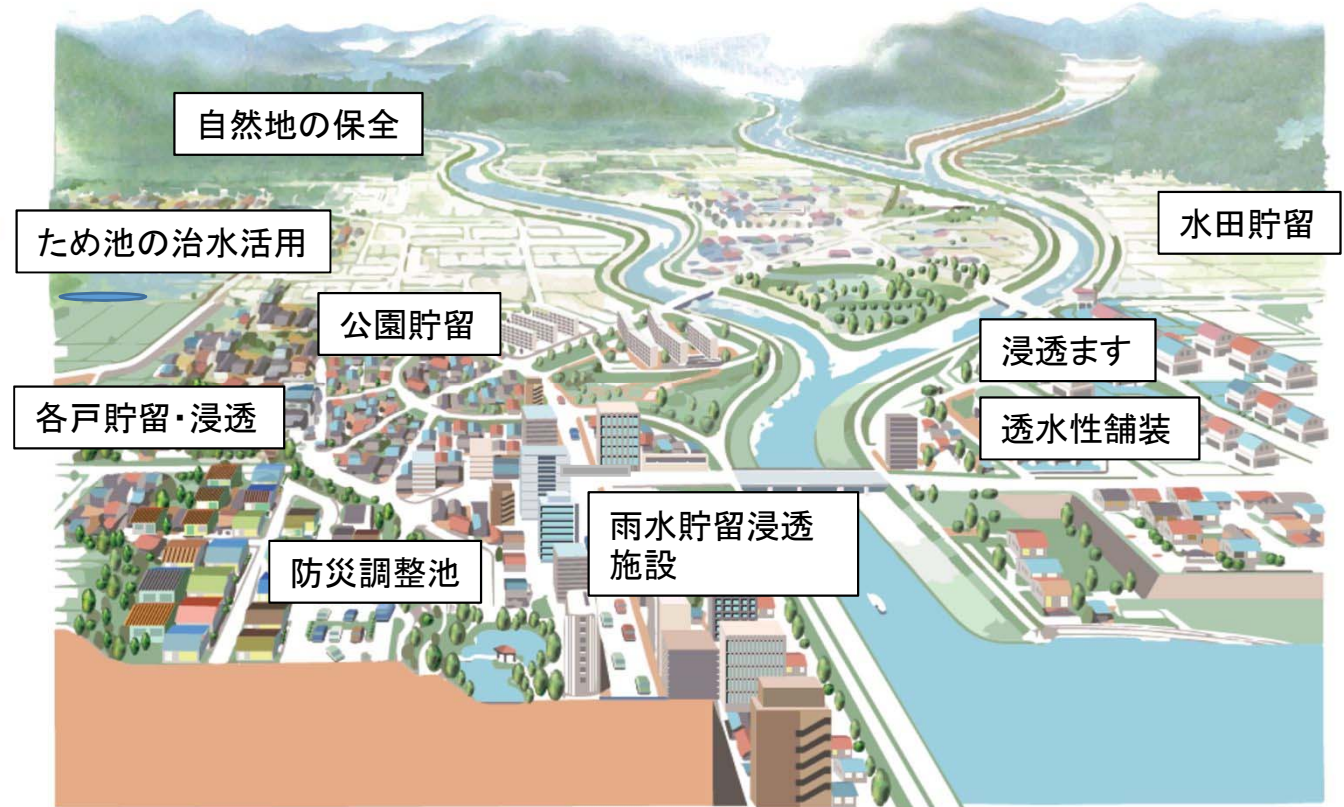 自然地の保全
ため池の治水活用
水田貯留
公園貯留
浸透ます
各戸貯留・浸透
透水性舗装
雨水貯留浸透
施設
防災調整池